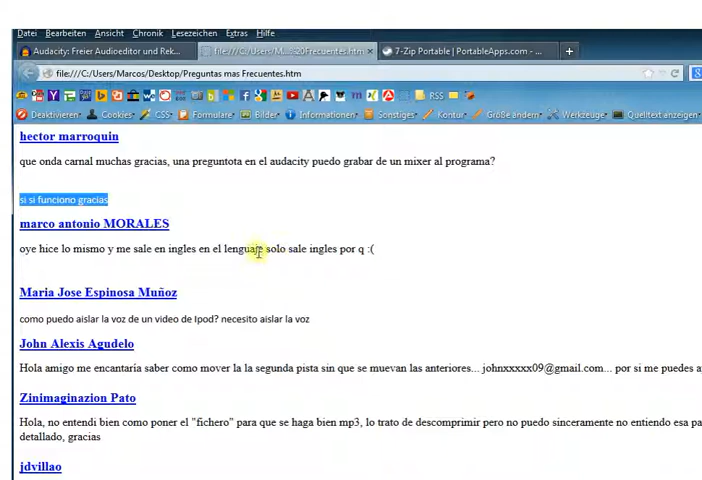 Datei Bearbeiten Ansicht Chronik Lesezeichen Extras Hilfe
Audacity: Freier Audioeditor und Rek... file:///C:/Users/M...%20Frecuentes.htm × 7-Zip Portable | PortableApps.com - ... +
file:///C:/Users/Marcos/Desktop/Preguntas mas Frecuentes.htm
RSS
Deaktivieren Cookies CSS Formulare Bilder Informationen Sonstiges Kontur Größe ändern Werkzeuge Quelltext anzeigen
hector marroquin
que onda carnal muchas gracias, una preguntota en el audacity puedo grabar de un mixer al programa?
si si funciono gracias
marco antonio MORALES
oye hice lo mismo y me sale en ingles en el lenguaje solo sale ingles por q :(
Maria Jose Espinosa Muñoz
como puedo aislar la voz de un video de Ipod? necesito aislar la voz
John Alexis Agudelo
Hola amigo me encantaría saber como mover la la segunda pista sin que se muevan las anteriores... johnxxxxx09@gmail.com... por si me puedes a
Zinimaginazion Pato
Hola, no entendi bien como poner el "fichero" para que se haga bien mp3, lo trato de descomprimir pero no puedo sinceramente no entiendo esa pa
detallado, gracias
jdvillao